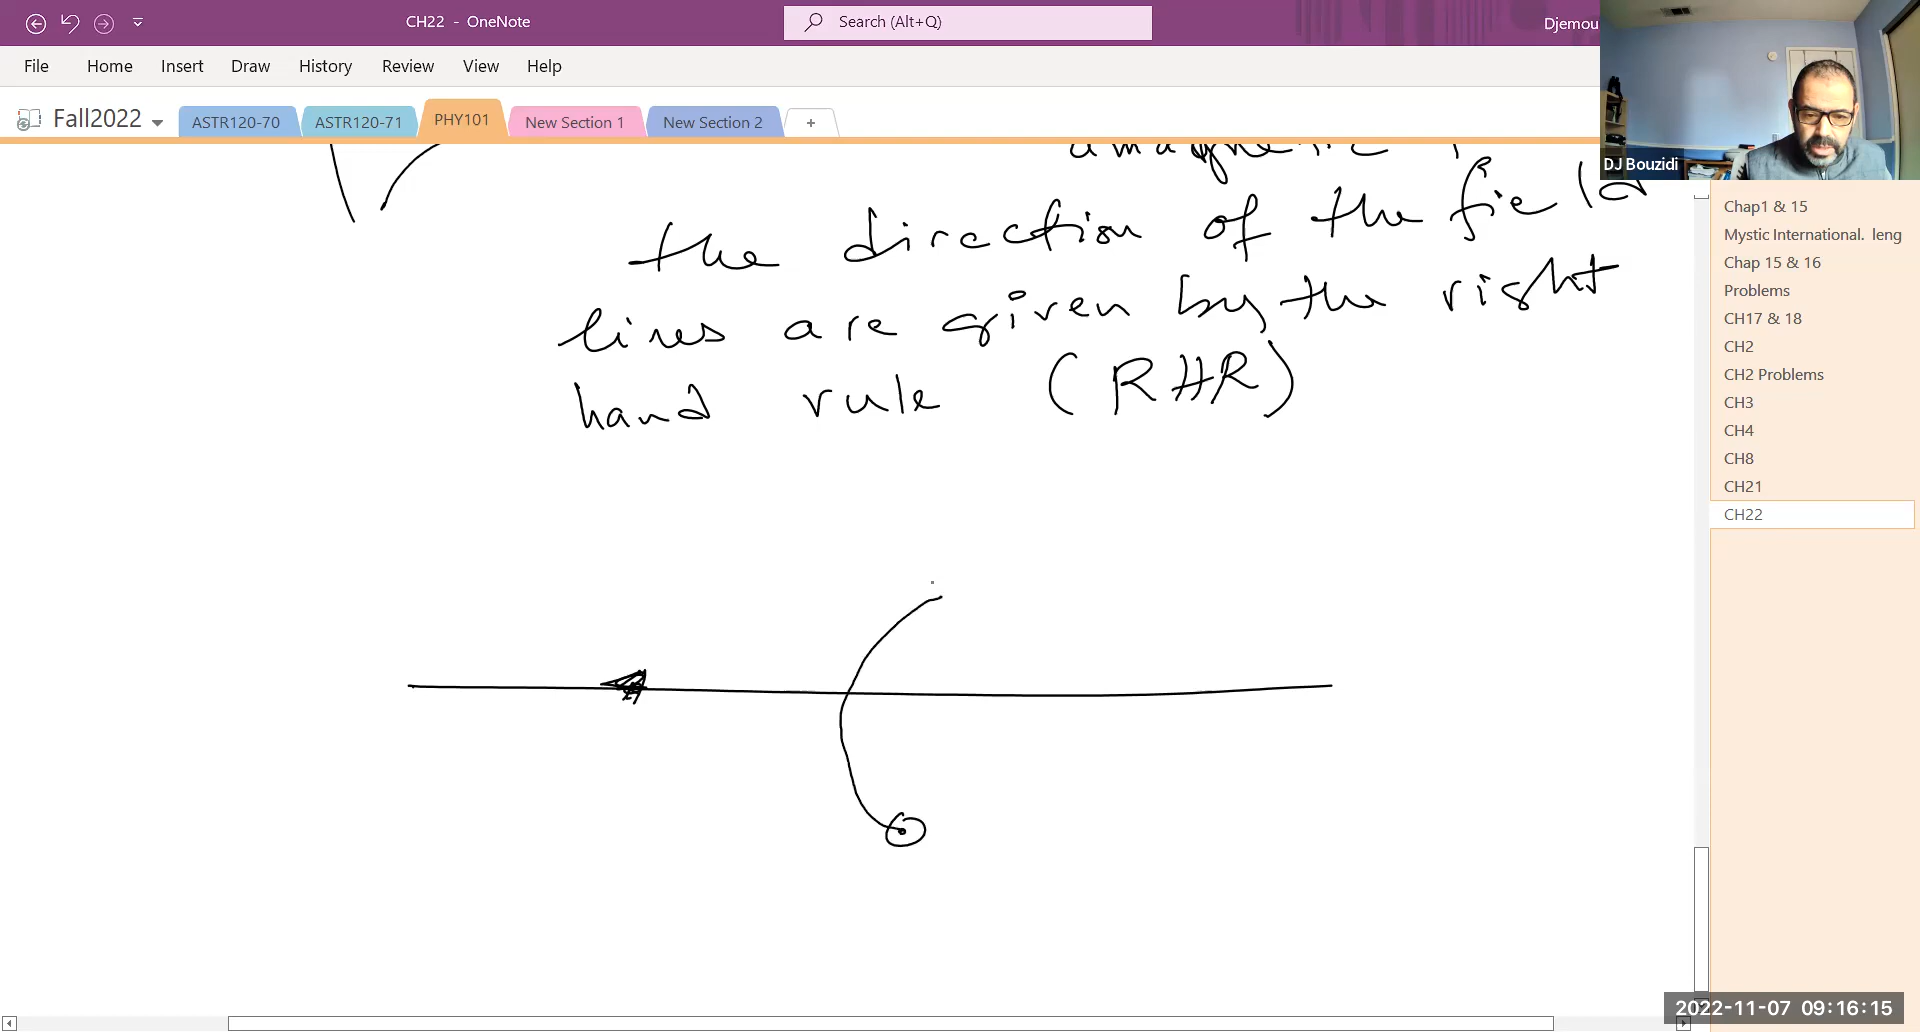 CH22 - OneNote
Search (Alt+Q)
Djemou
File Home Insert Draw History Review View Help
Fall2022 ASTR120-70 ASTR120-71 PHY101 New Section 1 New Section 2 +
DJ Bouzidi
the direction of the field
lines are given by the right
hand rule (RHR)
Chap1 & 15
Mystic International. leng
Chap 15 & 16
Problems
CH17 & 18
CH2
CH2 Problems
CH3
CH4
CH8
CH21
CH22
2022-11-07 09:16:15